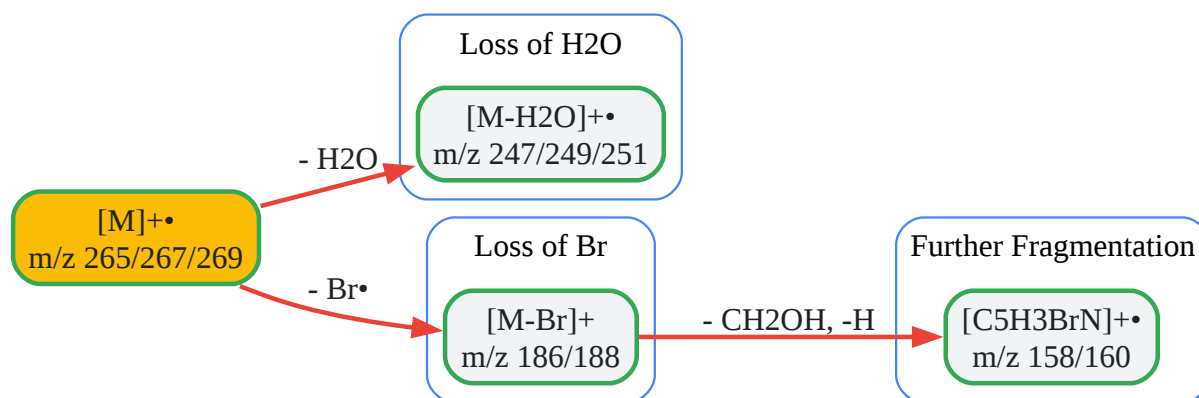 Loss of H2O
[M-H2O]+•
m/z 247/249/251
- H2O
[M]+•
m/z 265/267/269
- Br•
Loss of Br
[M-Br]+
m/z 186/188
- CH2OH, -H
Further Fragmentation
[C5H3BrN]+•
m/z 158/160